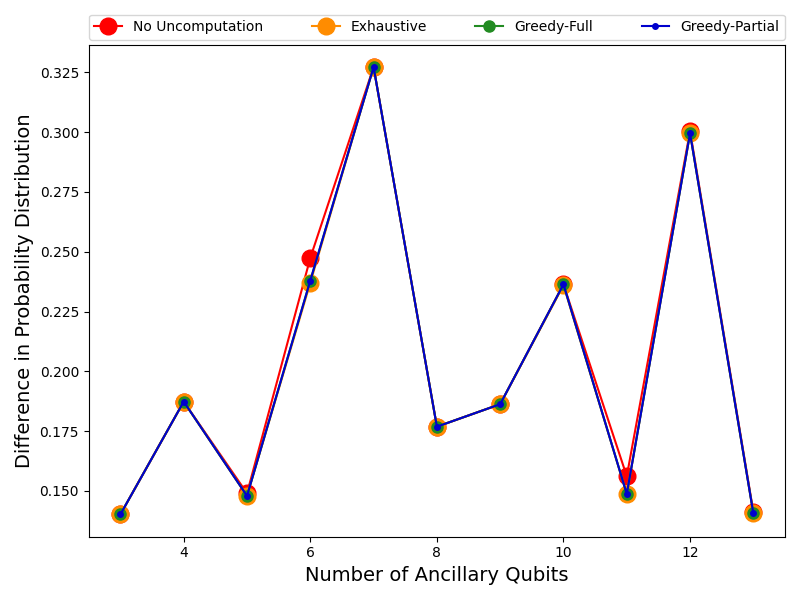 No Uncomputation Exhaustive Greedy-Full Greedy-Partial
Difference in Probability Distribution
0.325
0.300
0.275
0.250
0.225
0.200
0.175
0.150
4 6 8 10 12
Number of Ancillary Qubits